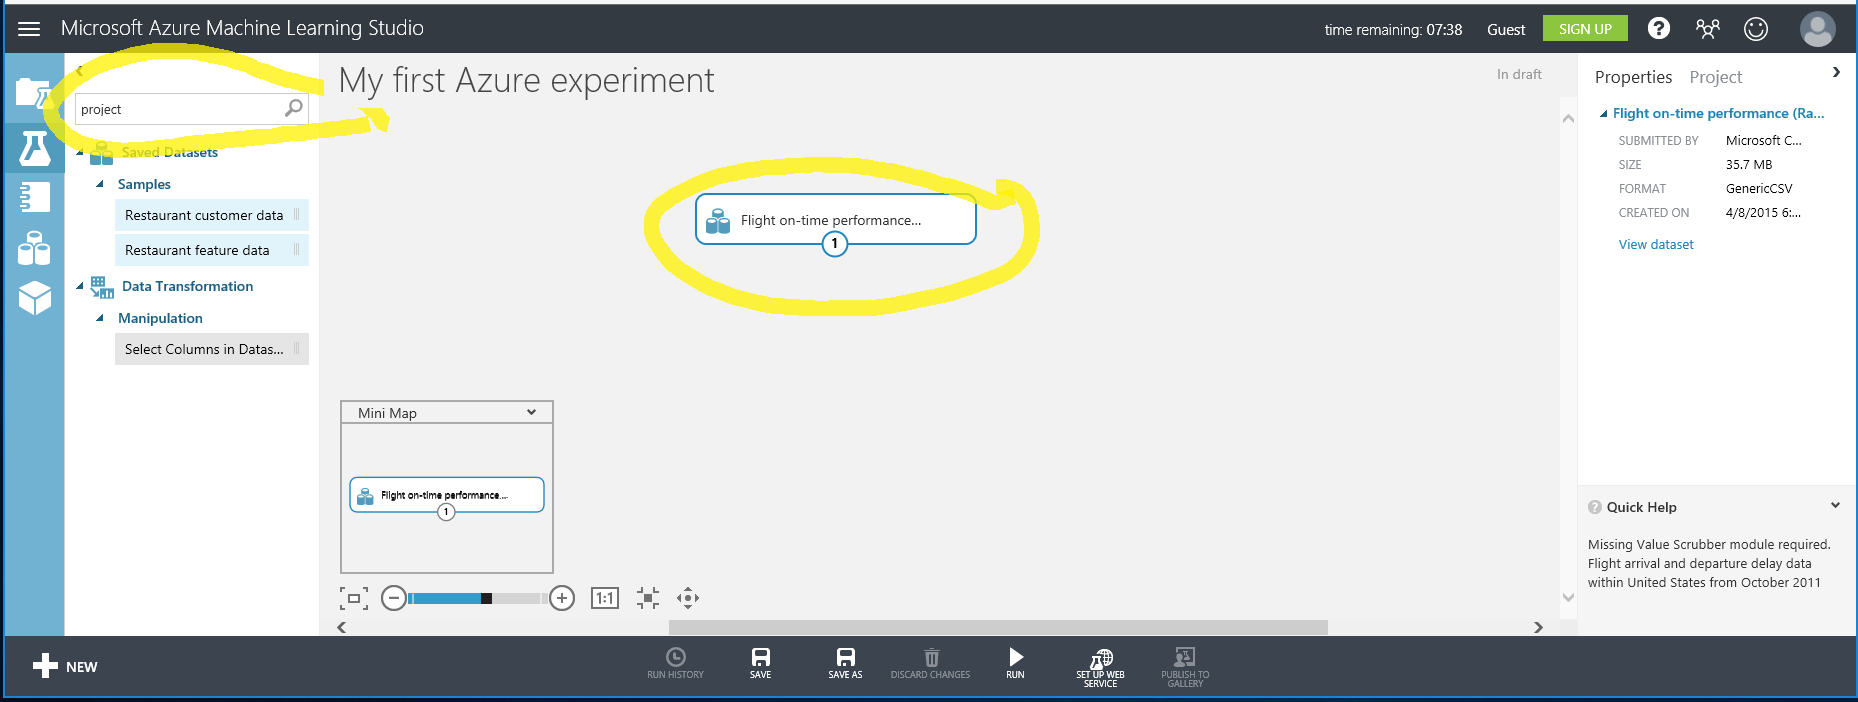 Microsoft Azure Machine Learning Studio
time remaining: 07:38
Guest
SIGN UP
?
project
Saved Datasets
Samples
Restaurant customer data
Restaurant feature data
Data Transformation
Manipulation
Select Columns in Datas...
My first Azure experiment
In draft
Flight on-time performance...
1
Mini Map
Flight on-time performance...
1
1:1
Properties Project
Flight on-time performance (Ra...
SUBMITTED BY Microsoft C...
SIZE 35.7 MB
FORMAT GenericCSV
CREATED ON 4/8/2015 6:...
View dataset
? Quick Help
Missing Value Scrubber module required.
Flight arrival and departure delay data
within United States from October 2011
NEW
RUN HISTORY
SAVE
SAVE AS
DISCARD CHANGES
RUN
SET UP WEB
SERVICE
PUBLISH TO
GALLERY